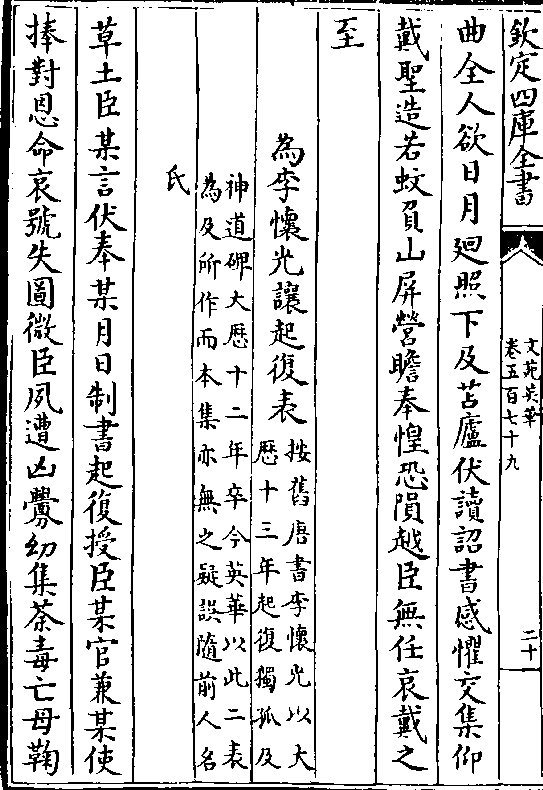 欽定四庫全書
文苑英華
卷五百七十九
二十
曲全人欲日月廻照下及苫廬伏讀詔書感懼交集仰
戴聖造若蚊負山屏營瞻奉惶恐隕越臣無任哀戴之
至
為李懷光讓起復表
按舊唐書李懷光以大
歷十三年起復獨孤及
神道碑大厯十二年卒今英華以此二表
為及所作而本集亦無之疑誤隨前人名
氏
草土臣某言伏奉某月日制書起復授臣某官兼某使
捧對恩命哀號失圖微臣夙遭凶釁幼集荼毒亡母鞠